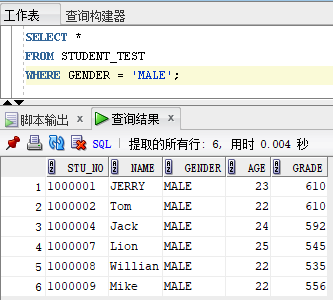 工作表 查询构建器
SELECT *
FROM STUDENT_TEST
WHERE GENDER = 'MALE';
脚本输出 x 查询结果 x
SQL | 提取的所有行: 6, 用时 0.004 秒
STU_NO NAME GENDER AGE GRADE
1 1000001 JERRY MALE 23 610
2 1000002 Tom MALE 22 610
3 1000004 Jack MALE 24 592
4 1000007 Lion MALE 25 545
5 1000008 Willian MALE 22 535
6 1000009 Mike MALE 22 556